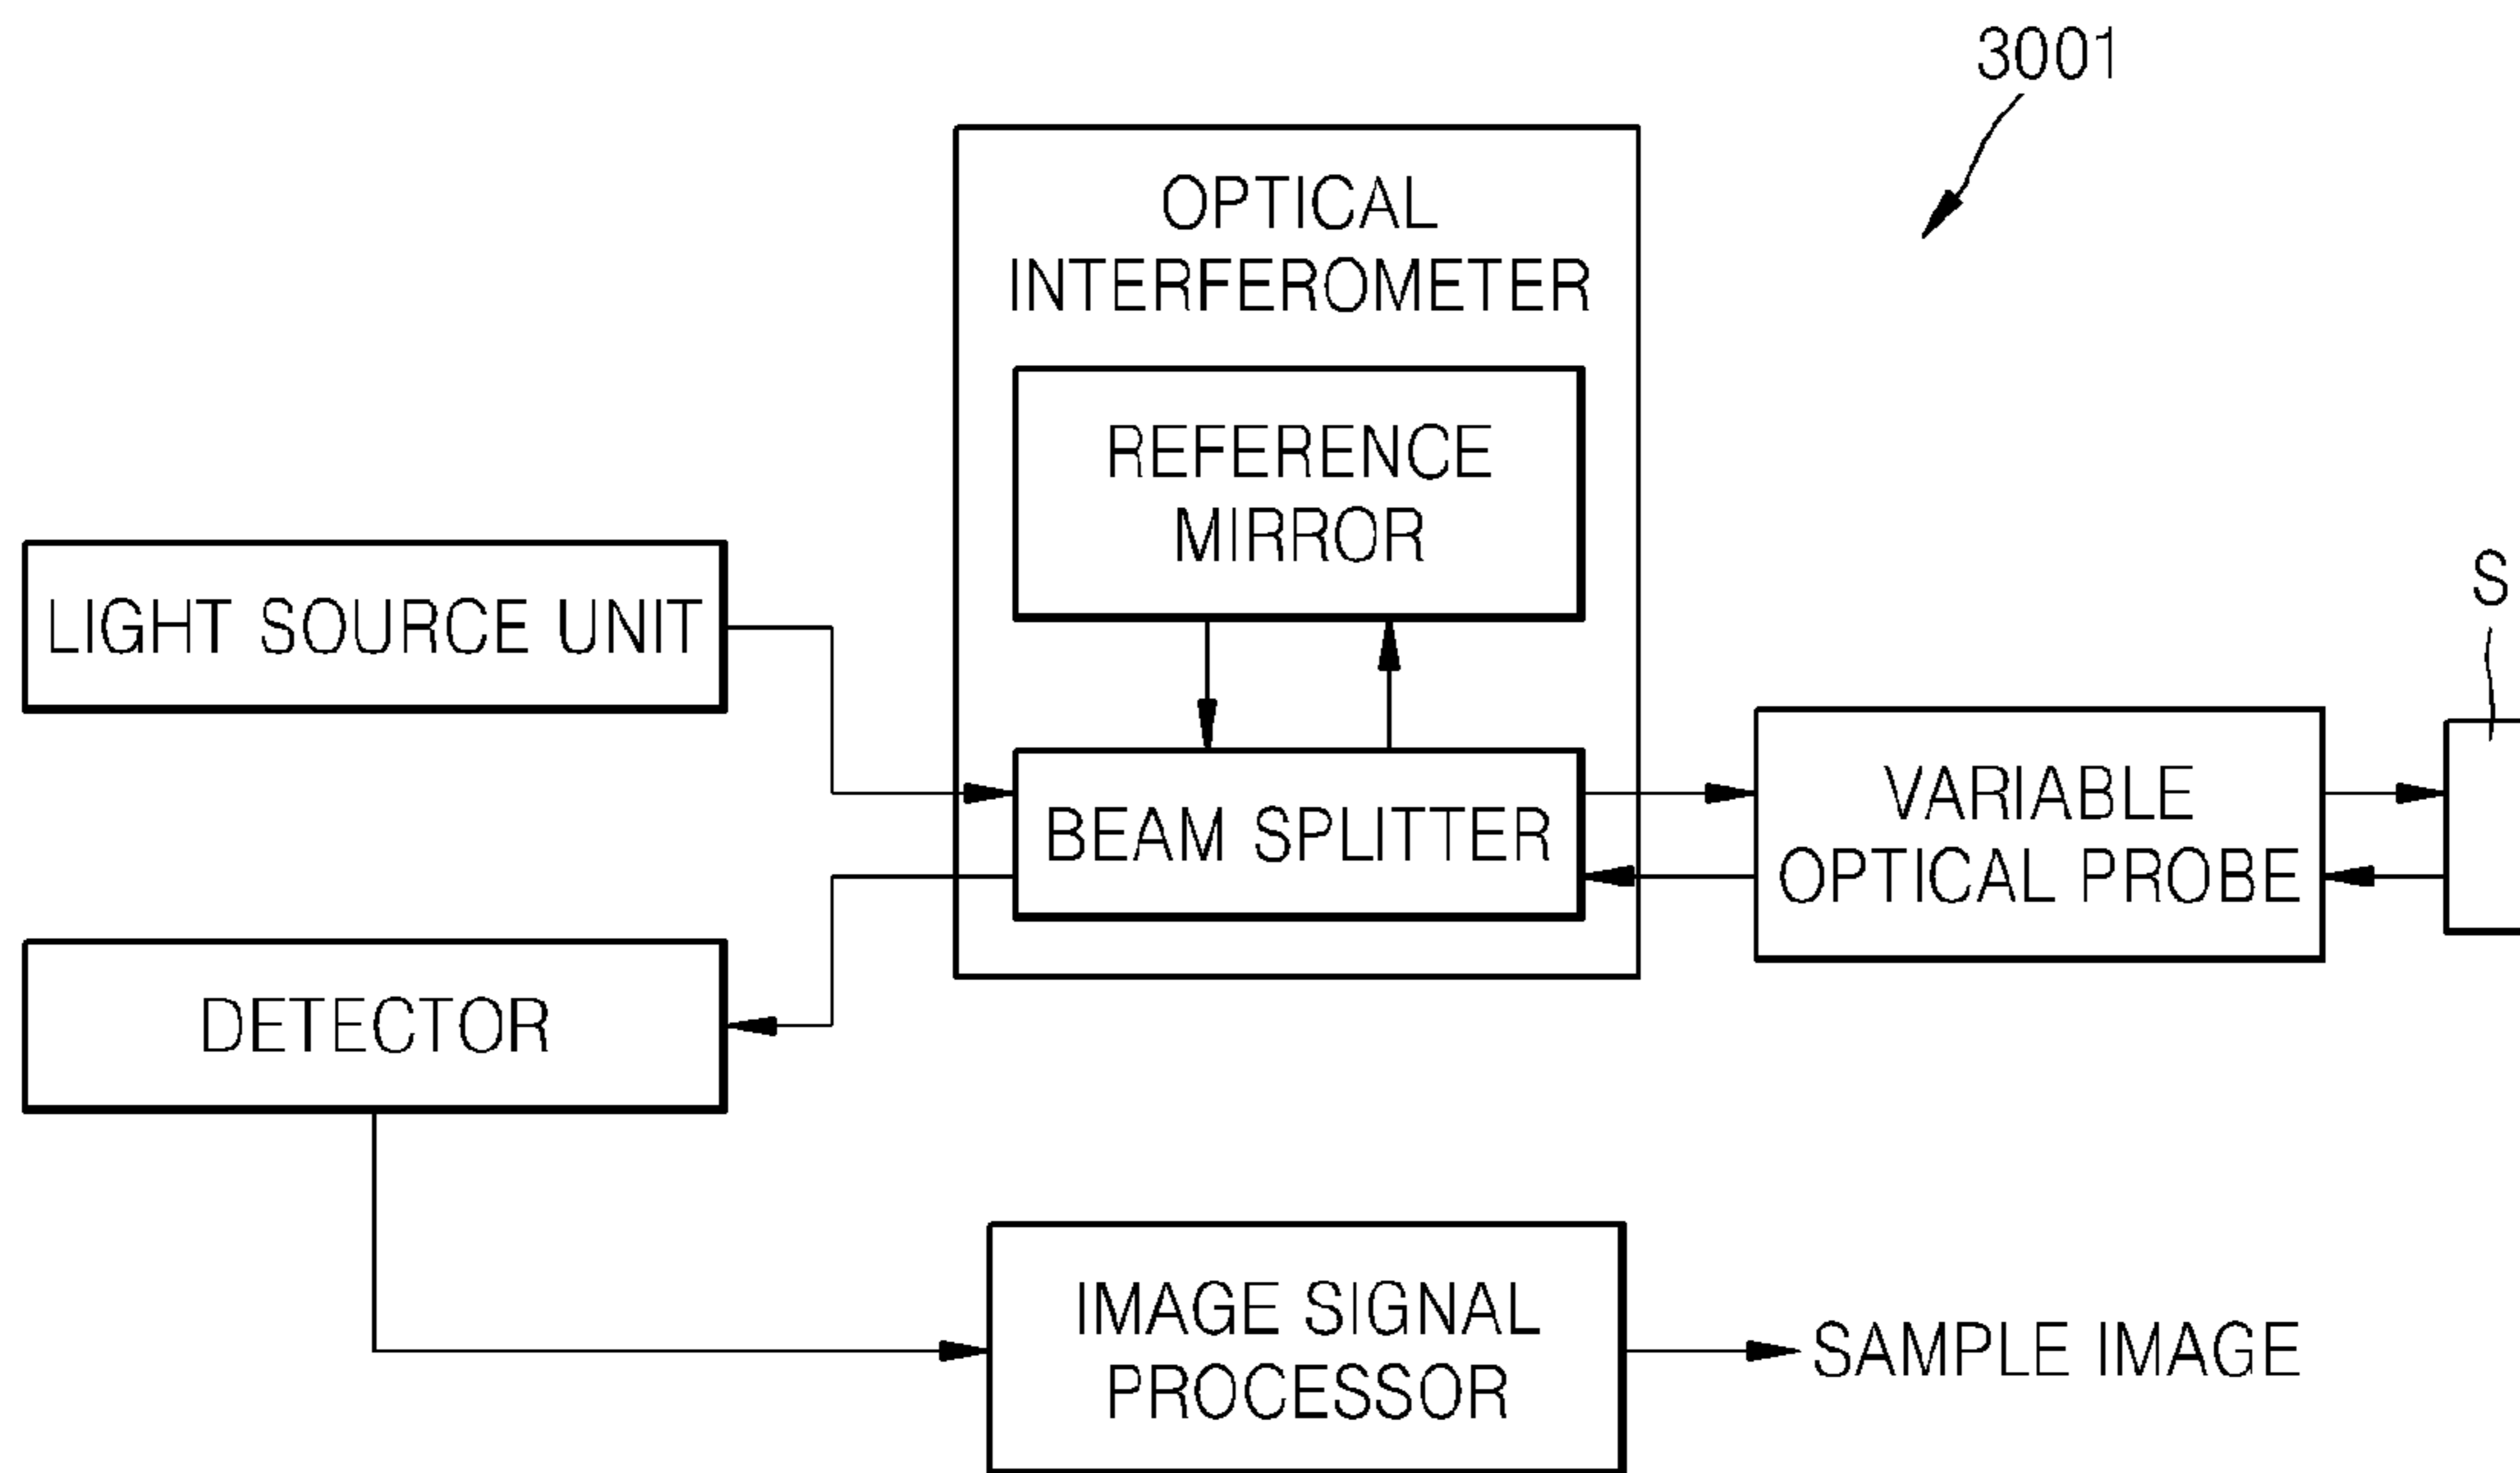 3001
OPTICAL
INTERFEROMETER
REFERENCE
MIRROR
LIGHT SOURCE UNIT
S
BEAM SPLITTER
VARIABLE
OPTICAL PROBE
DETECTOR
IMAGE SIGNAL
PROCESSOR
SAMPLE IMAGE